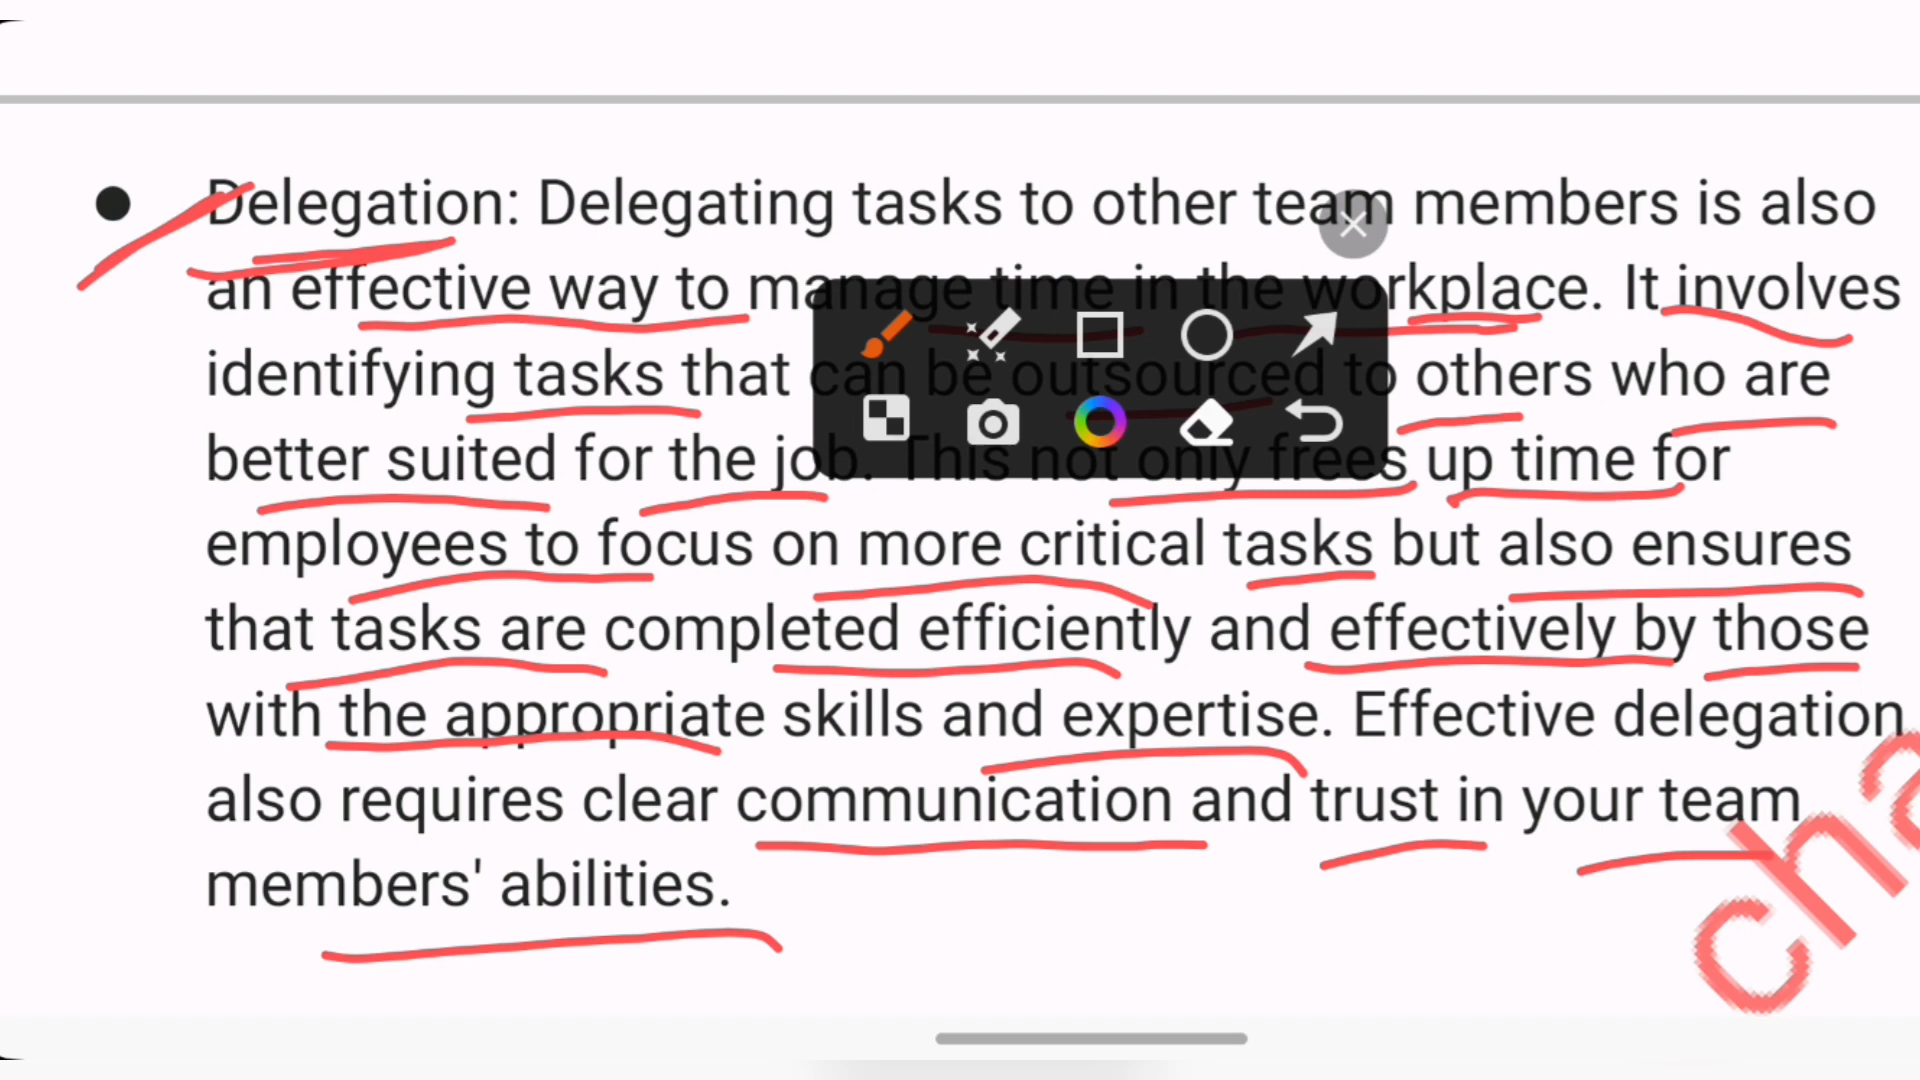 ● Delegation: Delegating tasks to other team members is also
an effective way to manage time in the workplace. It involves
identifying tasks that can be outsourced to others who are
better suited for the job. This not only frees up time for
employees to focus on more critical tasks but also ensures
that tasks are completed efficiently and effectively by those
with the appropriate skills and expertise. Effective delegation
also requires clear communication and trust in your team
members' abilities.
cha